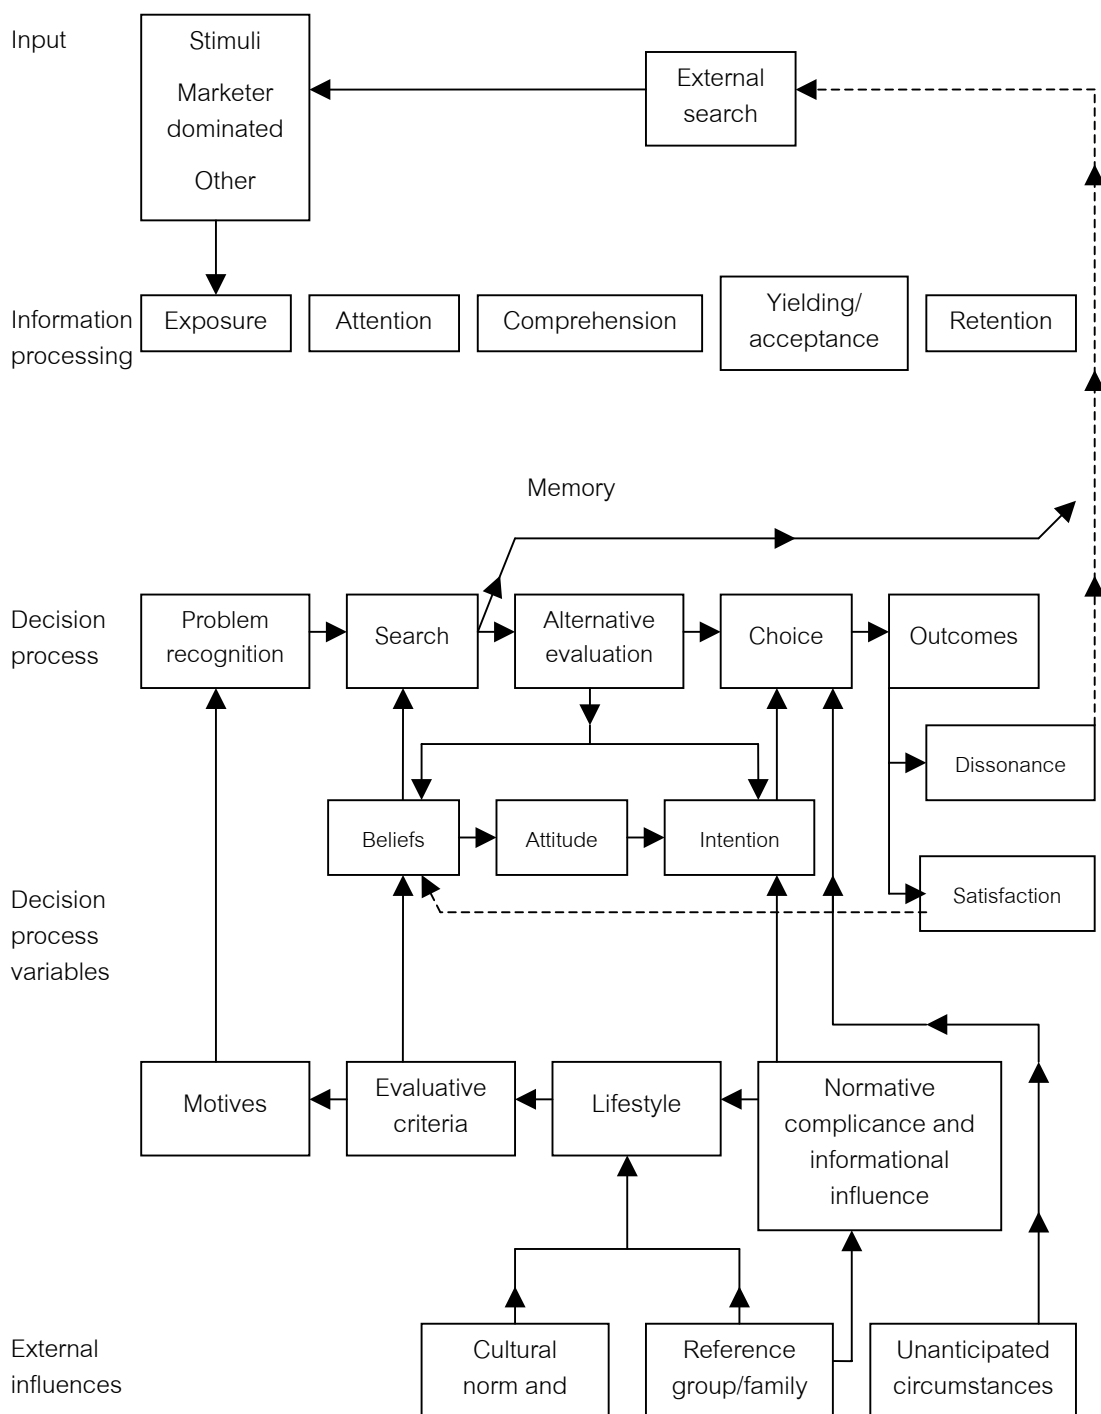 Input
Stimuli
Marketer
dominated
Other
External
search
Information
processing
Exposure
Attention
Comprehension
Yielding/
acceptance
Retention
Memory
Decision
process
Problem
recognition
Search
Alternative
evaluation
Choice
Outcomes
Dissonance
Beliefs
Attitude
Intention
Satisfaction
Decision
process
variables
Motives
Evaluative
criteria
Lifestyle
Normative
complicance and
informational
influence
External
influences
Cultural
norm and
Reference
group/family
Unanticipated
circumstances